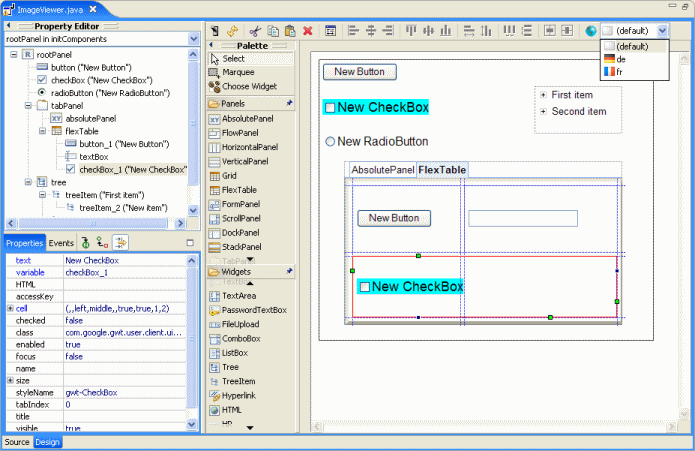 ImageViewer.java
Property Editor
rootPanel in initComponents
rootPanel
button ("New Button")
checkBox ("New CheckBox")
radioButton ("New RadioButton")
tabPanel
absolutePanel
flexTable
button_1 ("New Button")
textBox
checkBox_1 ("New CheckBox"
tree
treeItem ("First item")
treeItem_2 ("New item")
Properties Events
text New CheckBox
variable checkBox_1
HTML
accessKey
cell (,,left,middle,,true,true,1,2)
checked false
class com.google.gwt.user.client.ui...
enabled true
focus false
name
size
styleName gwt-CheckBox
tabIndex 0
title
visible true
Source Design
Palette
Select
Marquee
Choose Widget
Panels
AbsolutePanel
FlowPanel
HorizontalPanel
VerticalPanel
Grid
FlexTable
FormPanel
ScrollPanel
DockPanel
StackPanel
TabPanel
Widgets
TextBox
TextArea
PasswordTextBox
FileUpload
ComboBox
ListBox
Tree
TreeItem
Hyperlink
HTML
(default)
(default)
de
fr
New Button
New CheckBox
First item
Second item
New RadioButton
AbsolutePanel FlexTable
New Button
New CheckBox